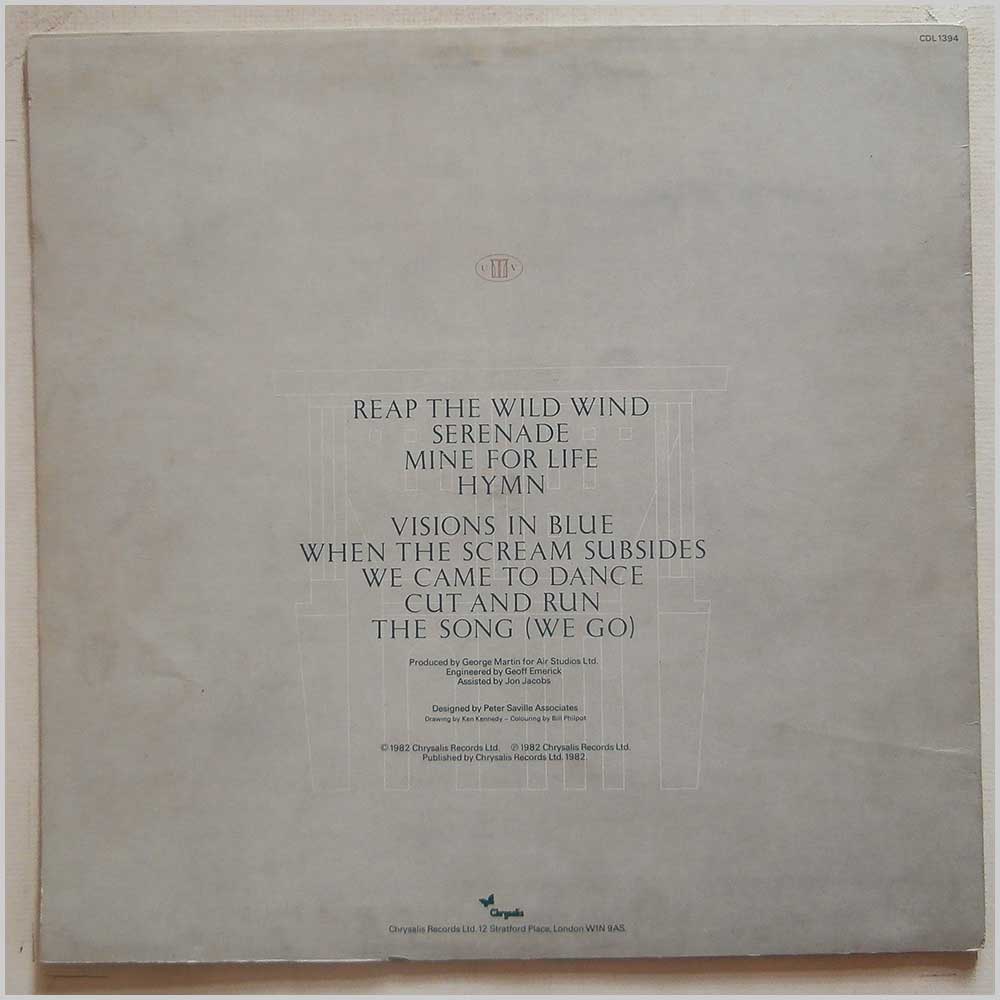 CDL 1394
U V
REAP THE WILD WIND
SERENADE
MINE FOR LIFE
HYMN
VISIONS IN BLUE
WHEN THE SCREAM SUBSIDES
WE CAME TO DANCE
CUT AND RUN
THE SONG (WE GO)
Produced by George Martin for Air Studios Ltd.
Engineered by Geoff Emerick
Assisted by Jon Jacobs
Designed by Peter Saville Associates
Drawing by Ken Kennedy – Colouring by Bill Philpot
© 1982 Chrysalis Records Ltd. ℗ 1982 Chrysalis Records Ltd.
Published by Chrysalis Records Ltd. 1982.
Chrysalis
Chrysalis Records Ltd. 12 Stratford Place, London W1N 9AS.